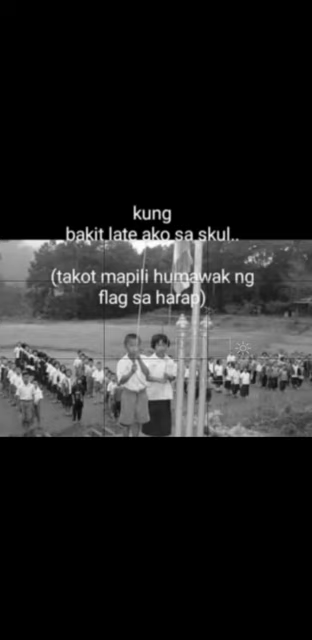 kung
bakit late ako sa skul..
(takot mapili humawak ng
flag sa harap)